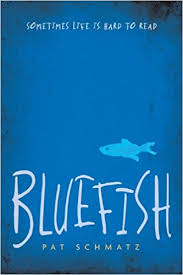 SOMETIMES LIFE IS HARD TO READ
BLUEFISH
PAT SCHMATZ